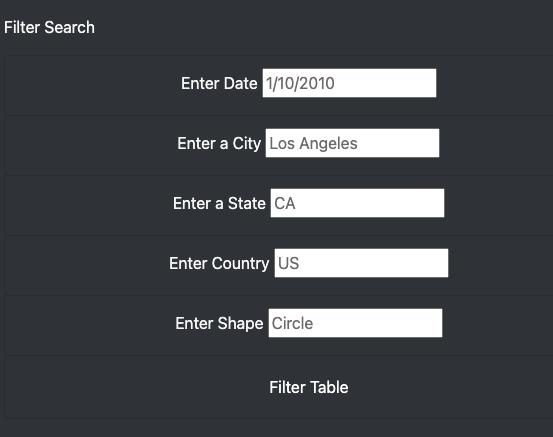 Filter Search
Enter Date 1/10/2010
Enter a City Los Angeles
Enter a State CA
Enter Country US
Enter Shape Circle
Filter Table